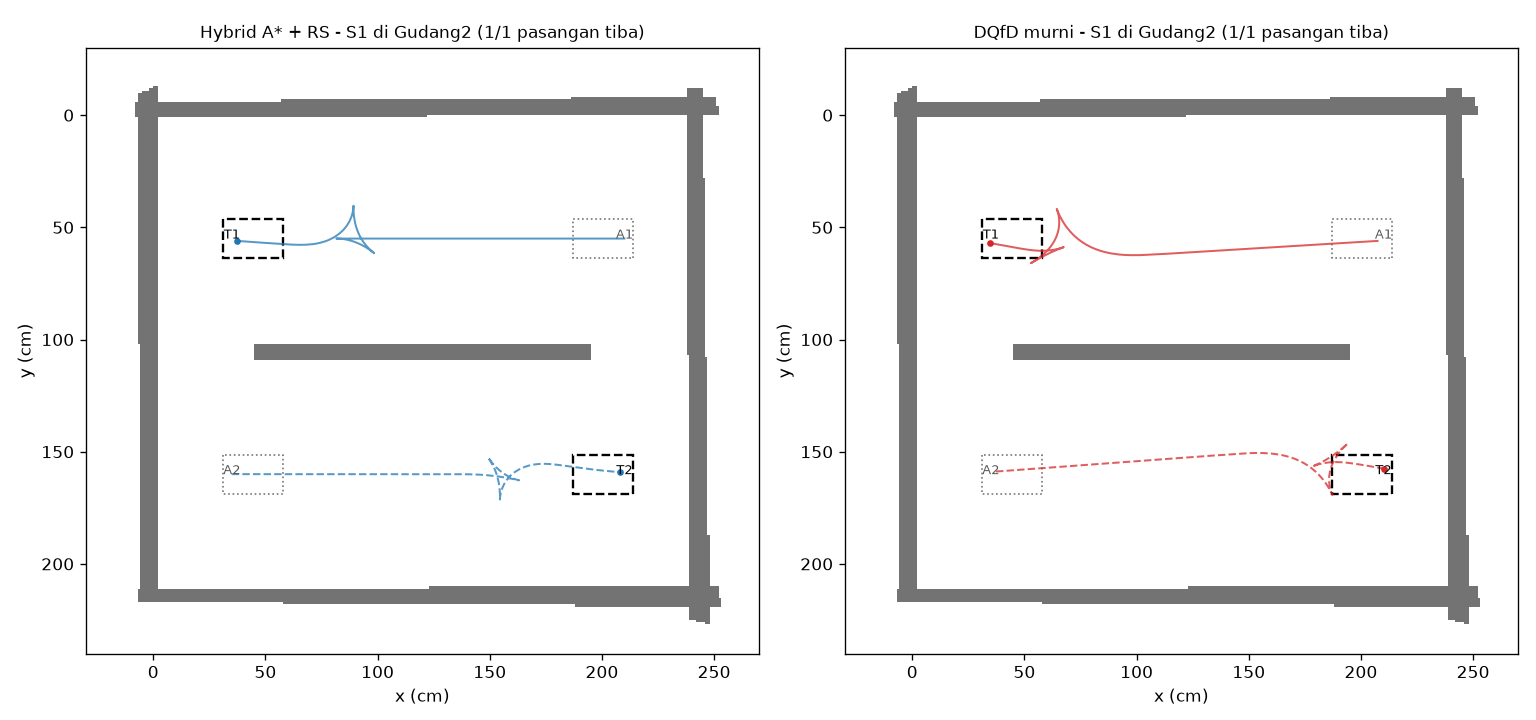 Hybrid A* + RS - S1 di Gudang2 (1/1 pasangan tiba)
0
50
100
150
200
y (cm)
T1
A1
A2
T2
0
50
100
150
200
250
x (cm)
DQfD murni - S1 di Gudang2 (1/1 pasangan tiba)
0
50
100
150
200
y (cm)
T1
A1
A2
T2
0
50
100
150
200
250
x (cm)